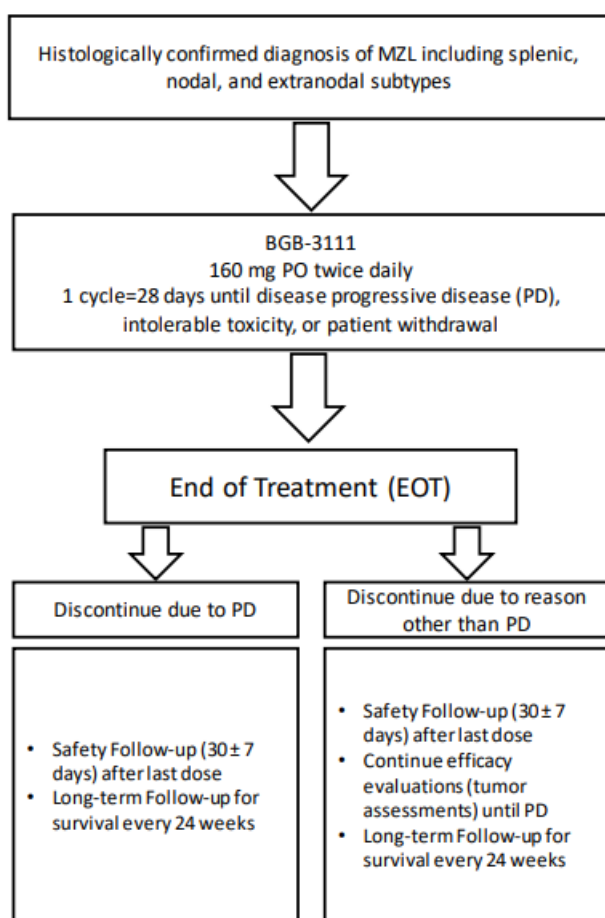 Histologically confirmed diagnosis of MZL including splenic,
nodal, and extranodal subtypes
BGB-3111
160 mg PO twice daily
1 cycle=28 days until disease progressive disease (PD),
intolerable toxicity, or patient withdrawal
End of Treatment (EOT)
Discontinue due to PD
Discontinue due to reason
other than PD
• Safety Follow-up (30± 7
days) after last dose
• Long-term Follow-up for
survival every 24 weeks
• Safety Follow-up (30± 7
days) after last dose
• Continue efficacy
evaluations (tumor
assessments) until PD
• Long-term Follow-up for
survival every 24 weeks